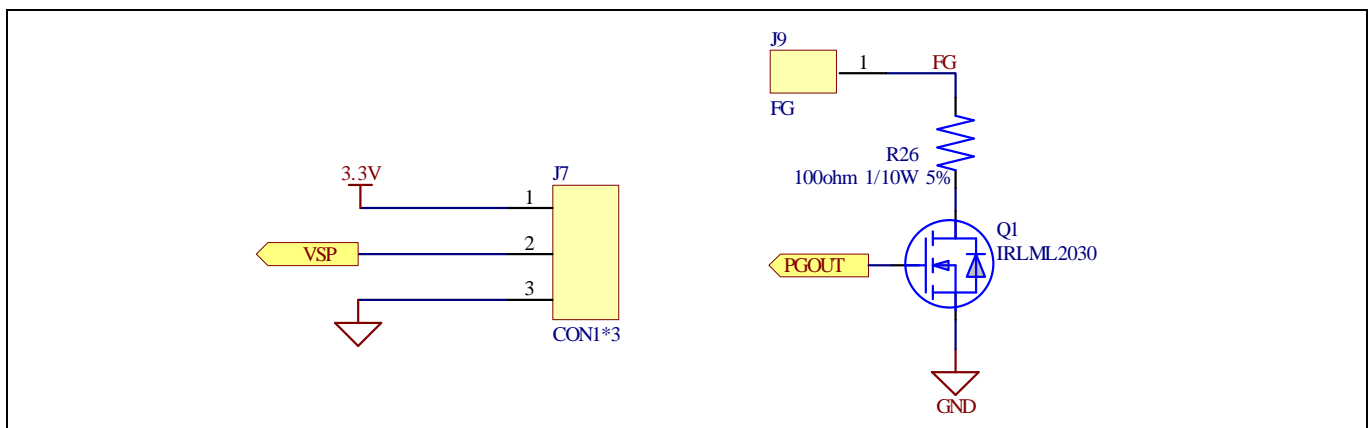 J9
1
FG
FG
R26
100ohm 1/10W 5%
3.3V
J7
1
VSP
2
3
CON1*3
Q1
IRLML2030
PGOUT
GND